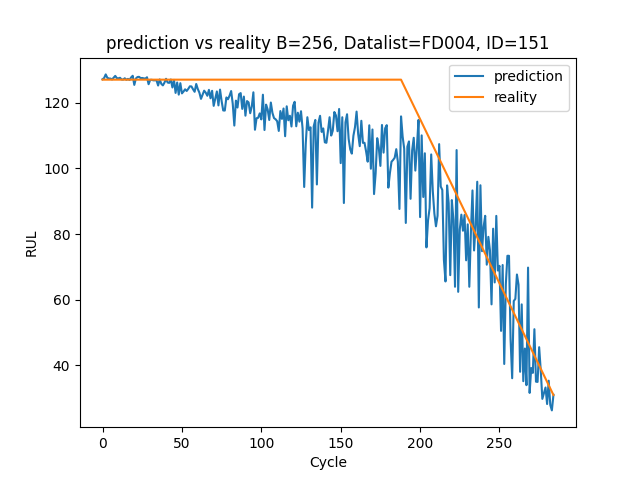 prediction vs reality B=256, Datalist=FD004, ID=151
prediction
reality
RUL
120
100
80
60
40
0 50 100 150 200 250
Cycle